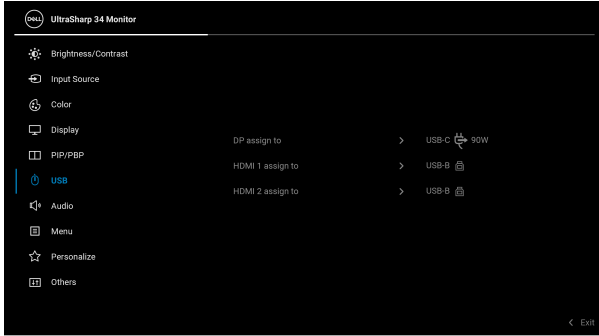 DELL UltraSharp 34 Monitor
Brightness/Contrast
Input Source
Color
Display
DP assign to > USB-C 90W
PIP/PBP
HDMI 1 assign to > USB-B
USB
HDMI 2 assign to > USB-B
Audio
Menu
Personalize
Others
< Exit